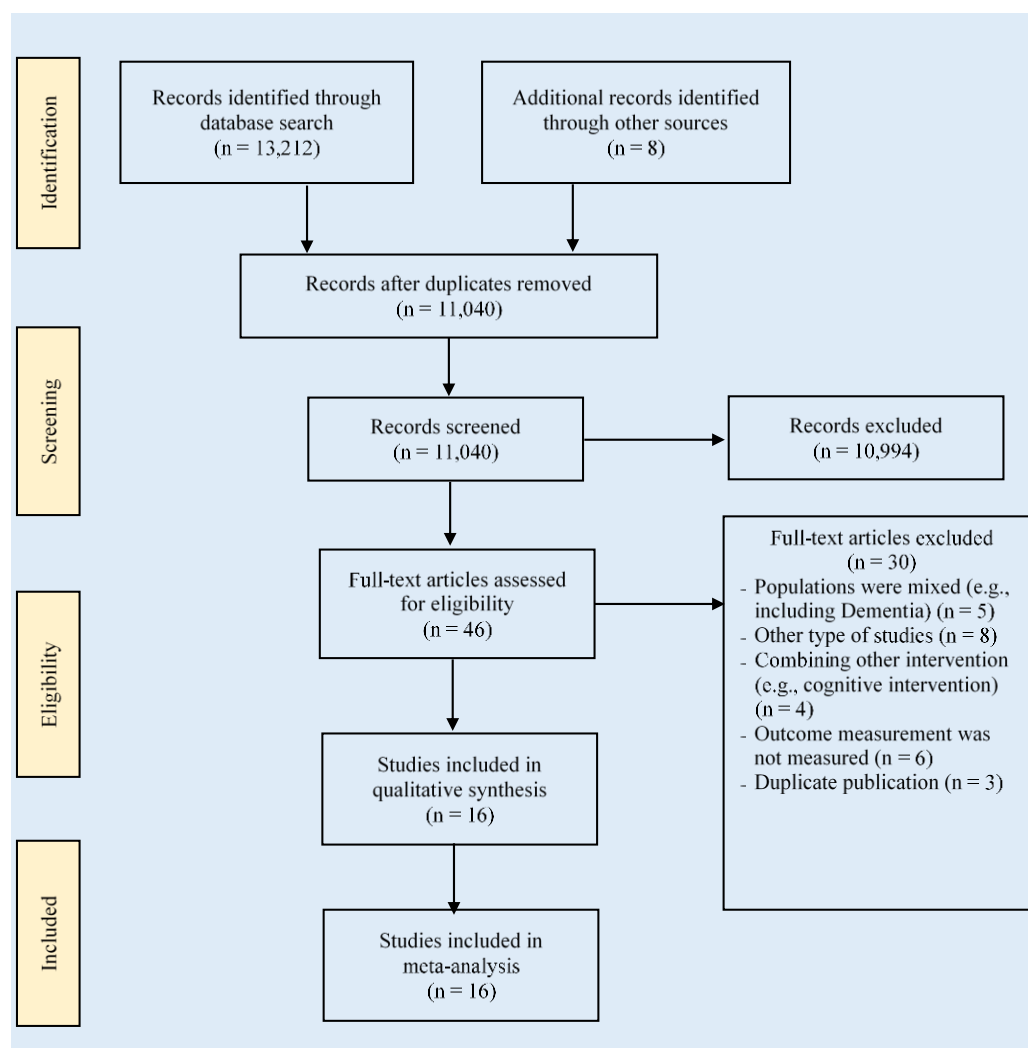 Identification
Records identified through
database search
(n = 13,212)
Additional records identified
through other sources
(n = 8)
Records after duplicates removed
(n = 11,040)
Screening
Records screened
(n = 11,040)
Records excluded
(n = 10,994)
Eligibility
Full-text articles assessed
for eligibility
(n = 46)
Full-text articles excluded
(n = 30)
- Populations were mixed (e.g.,
including Dementia) (n = 5)
- Other type of studies (n = 8)
- Combining other intervention
(e.g., cognitive intervention)
(n = 4)
- Outcome measurement was
not measured (n = 6)
- Duplicate publication (n = 3)
Studies included in
qualitative synthesis
(n = 16)
Included
Studies included in
meta-analysis
(n = 16)